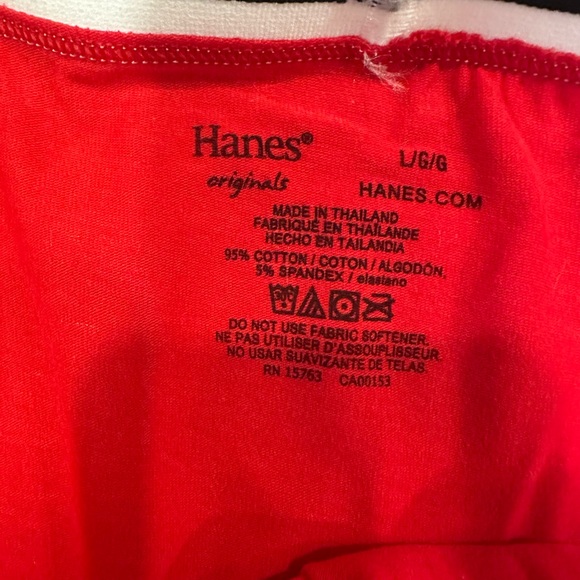 Hanes®
originals
L/G/G
HANES.COM
MADE IN THAILAND
FABRIQUÉ EN THAÏLANDE
HECHO EN TAILANDIA
95% COTTON / COTON / ALGODÓN.
5% SPANDEX / elastano
DO NOT USE FABRIC SOFTENER.
NE PAS UTILISER D'ASSOUPLISSEUR.
NO USAR SUAVIZANTE DE TELAS.
RN 15763 CA00153